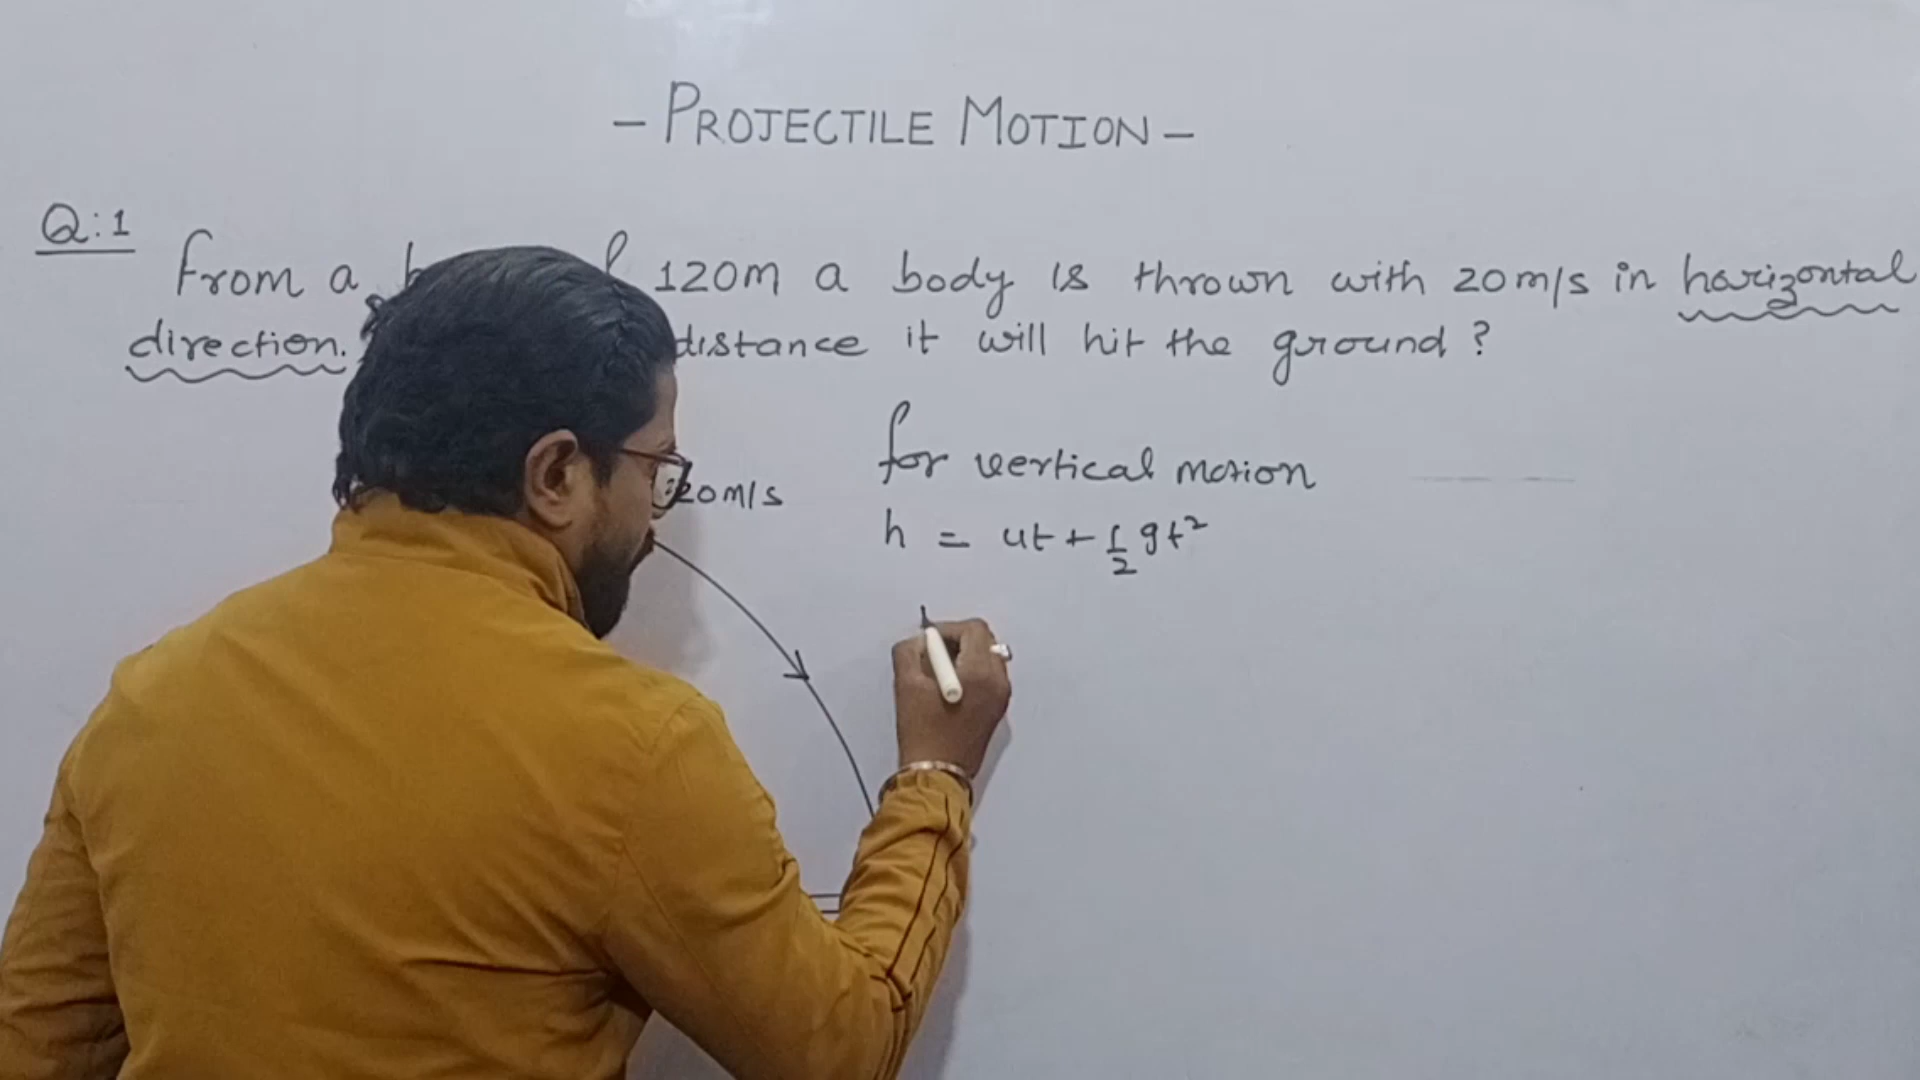 - PROJECTILE MOTION -
Q:1
From a 120m a body is thrown with 20m/s in harizontal
direction. distance it will hit the ground ?
for vertical motion
20m/s
h = ut + 1/2 gt²